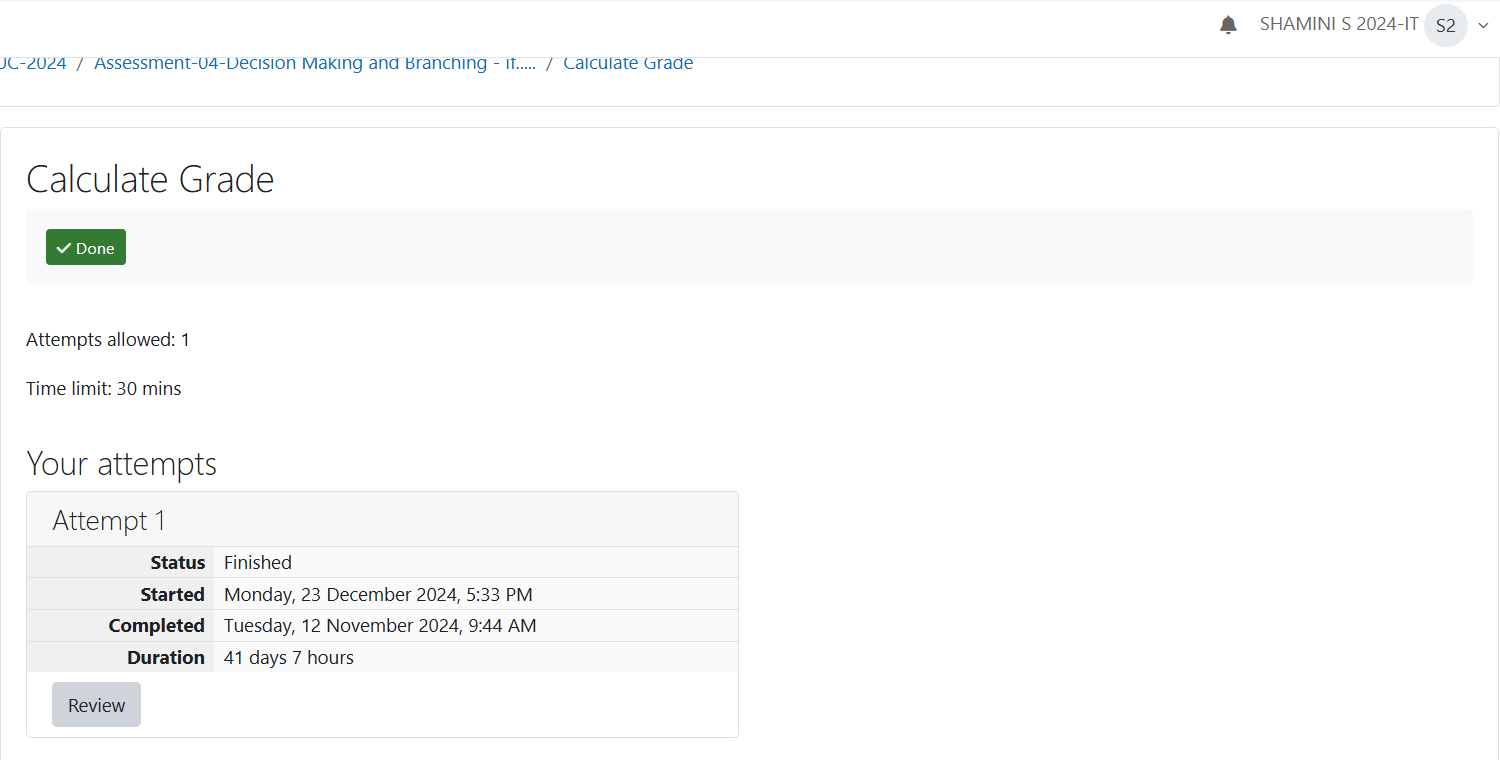 SHAMINI S 2024-IT S2
UC-2024 / Assessment-04-Decision Making and Branching - if..... / Calculate Grade
Calculate Grade
Done
Attempts allowed: 1
Time limit: 30 mins
Your attempts
Attempt 1
Status Finished
Started Monday, 23 December 2024, 5:33 PM
Completed Tuesday, 12 November 2024, 9:44 AM
Duration 41 days 7 hours
Review